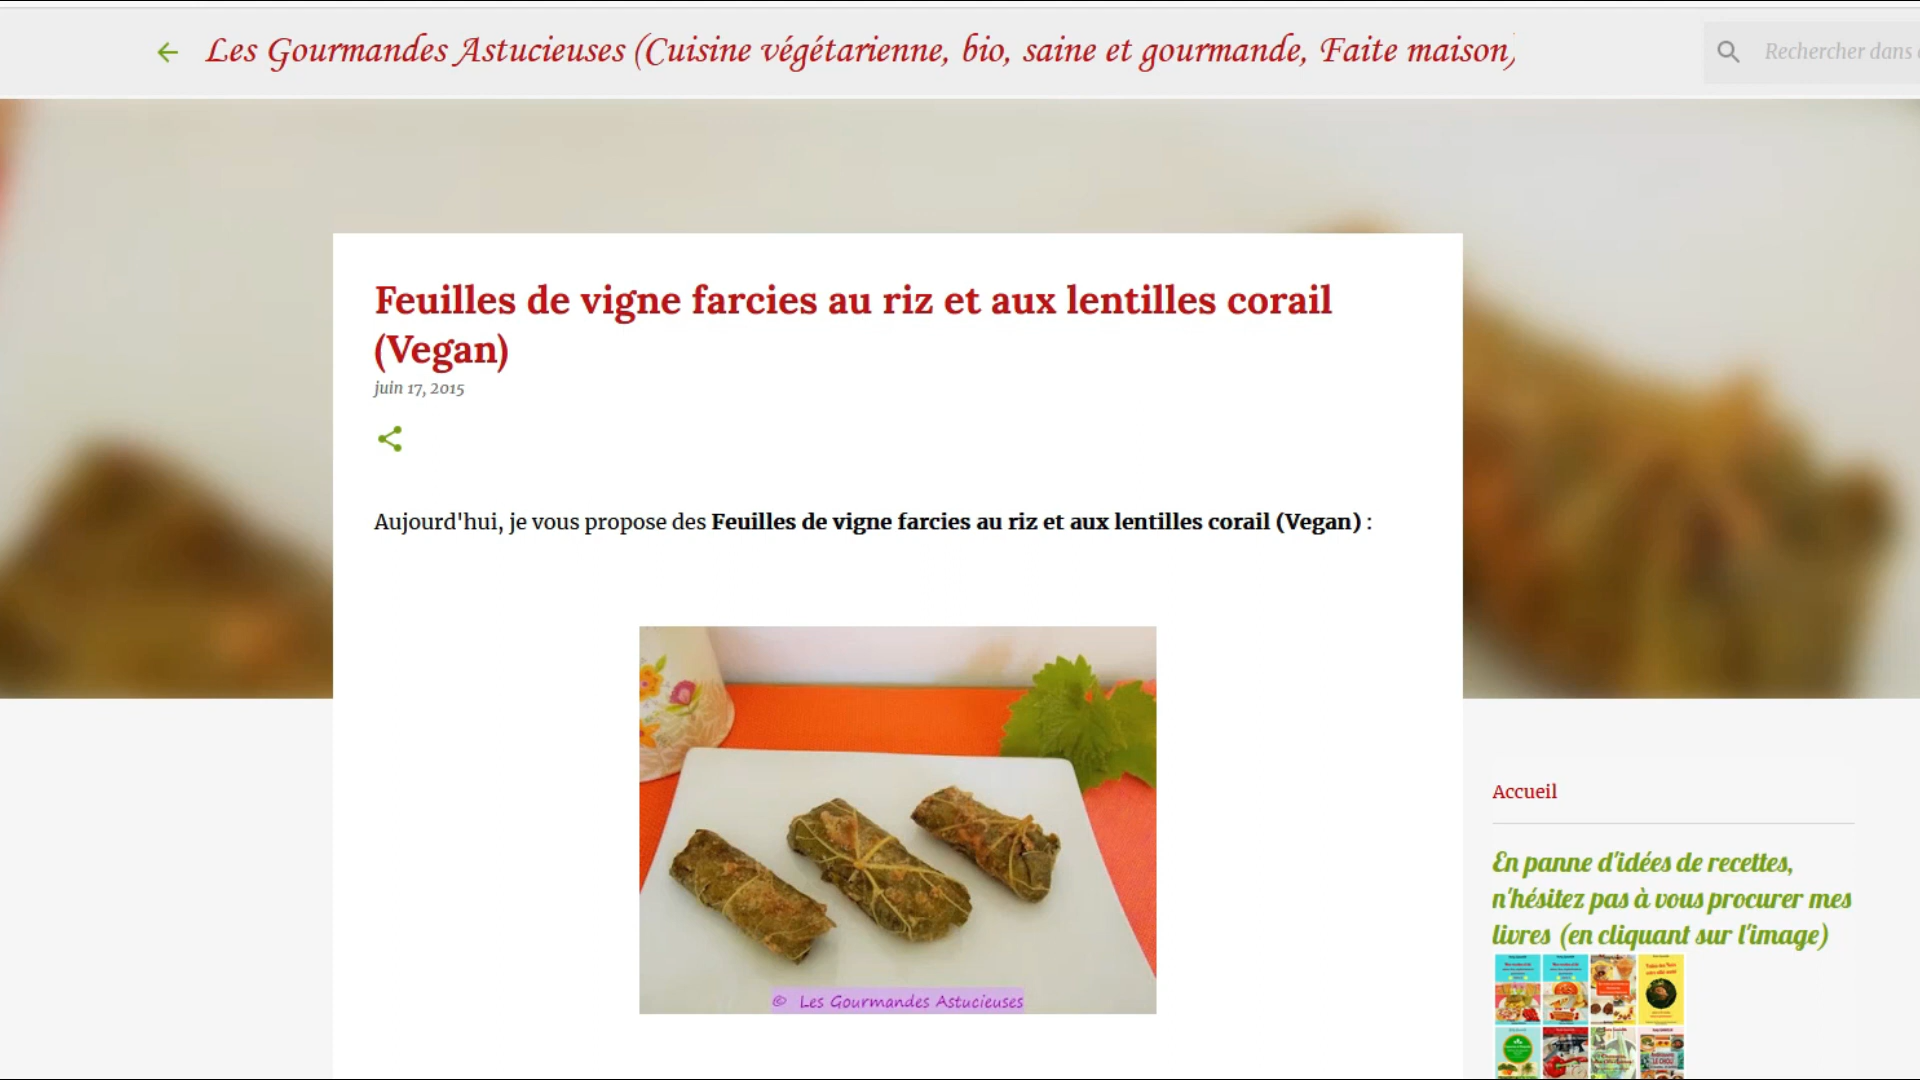 Les Gourmandes Astucieuses (Cuisine végétarienne, bio, saine et gourmande, Faite maison)
Rechercher dans
Feuilles de vigne farcies au riz et aux lentilles corail
(Vegan)
juin 17, 2015
Aujourd'hui, je vous propose des Feuilles de vigne farcies au riz et aux lentilles corail (Vegan) :
© Les Gourmandes Astucieuses
Accueil
En panne d'idées de recettes,
n'hésitez pas à vous procurer mes
livres (en cliquant sur l'image)